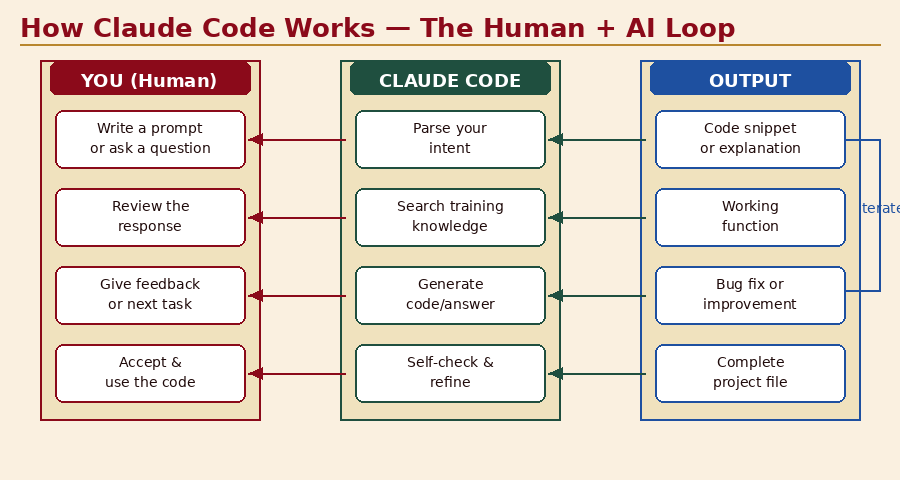 How Claude Code Works — The Human + AI Loop
YOU (Human)
Write a prompt
or ask a question
Review the
response
Give feedback
or next task
Accept &
use the code
CLAUDE CODE
Parse your
intent
Search training
knowledge
Generate
code/answer
Self-check &
refine
OUTPUT
Code snippet
or explanation
Working
function
Bug fix or
improvement
Complete
project file
terate